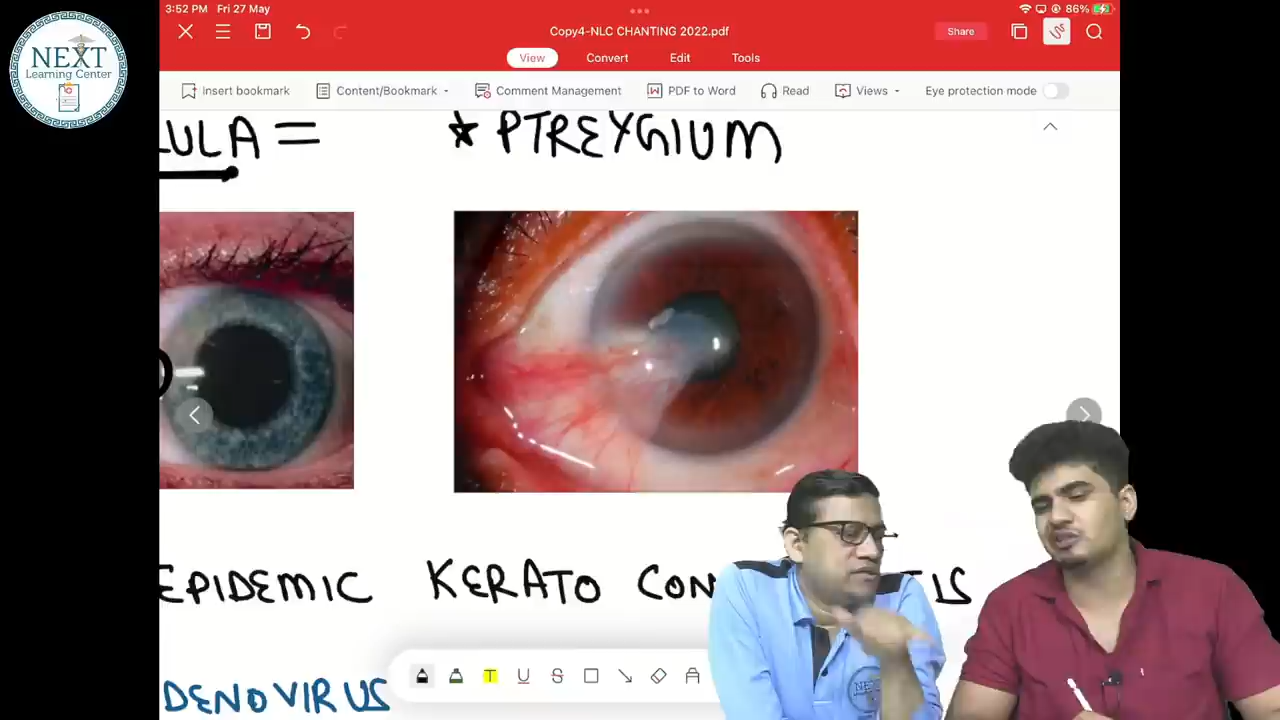 3:52 PM Fri 27 May
86%
NEXT
Learning Center
Copy4-NLC CHANTING 2022.pdf
Share
View Convert Edit Tools
Insert bookmark Content/Bookmark Comment Management PDF to Word Read Views Eye protection mode
ULA = * PTREYGIUM
EPIDEMIC KERATO CON TIS
DENOVIRUS
T U S A